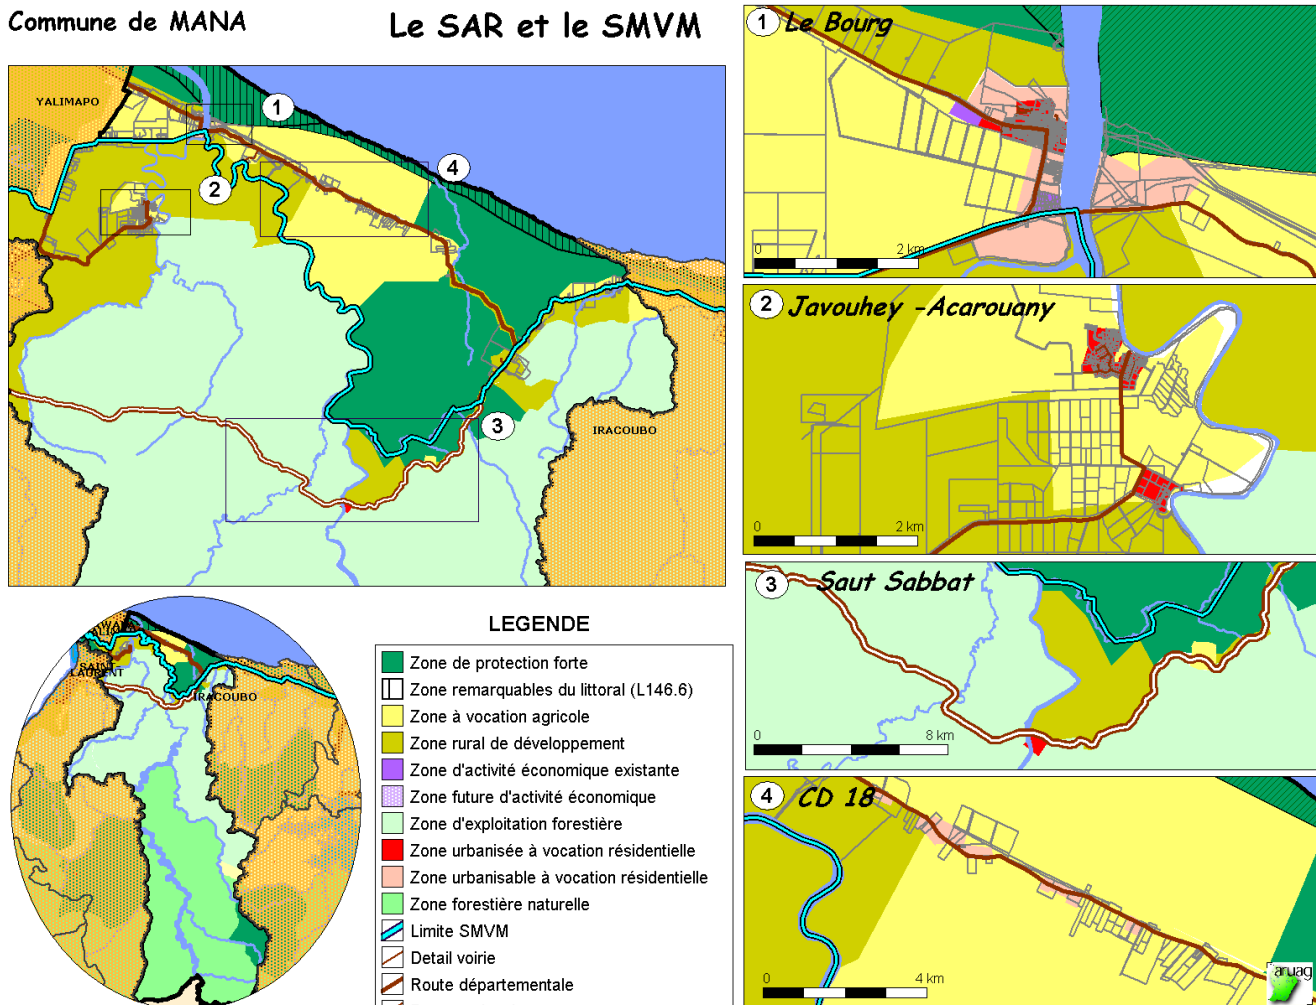 Commune de MANA
Le SAR et le SMVM
YALIMAPO
1
4
2
3
IRACOUBO
1 Le Bourg
0 2 km
2 Javouhey -Acarouany
0 2 km
3 Saut Sabbat
0 8 km
4 CD 18
0 4 km
aruag
SAINT
LAURENT
IRACOUBO
LEGENDE
Zone de protection forte
Zone remarquables du littoral (L146.6)
Zone à vocation agricole
Zone rural de développement
Zone d'activité économique existante
Zone future d'activité économique
Zone d'exploitation forestière
Zone urbanisée à vocation résidentielle
Zone urbanisable à vocation résidentielle
Zone forestière naturelle
Limite SMVM
Detail voirie
Route départementale